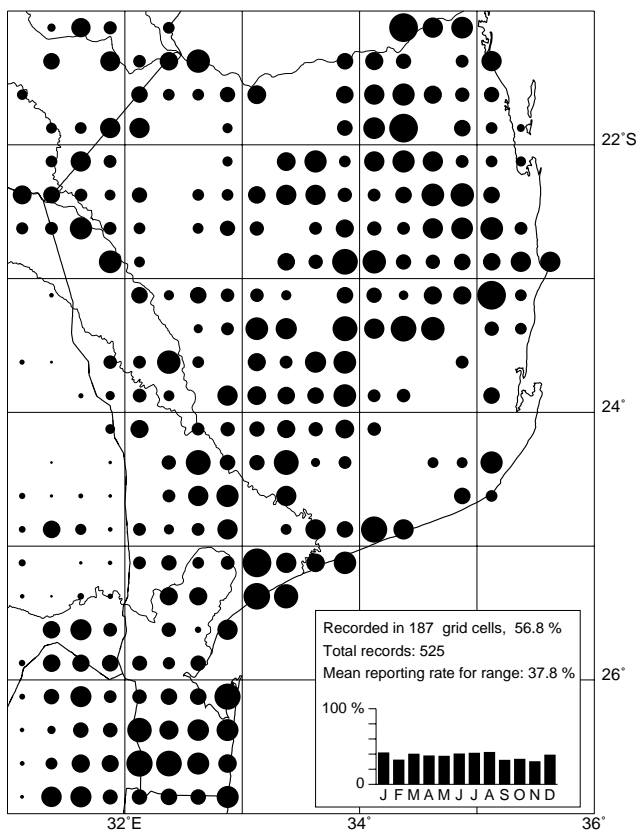 22˚S
24˚
Recorded in 187 grid cells, 56.8 %
Total records: 525
Mean reporting rate for range: 37.8 %
26˚
100 %
0
J F M A M J J A S O N D
32˚E 34 36˚